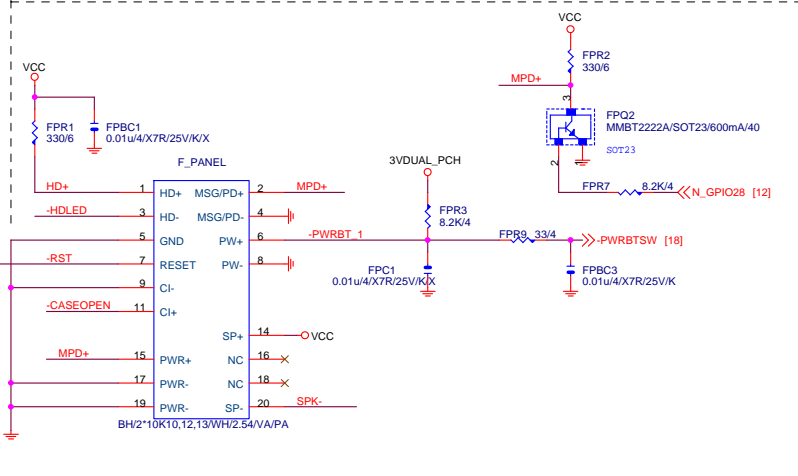 VCC
FPR2
330/6
MPD+
3
FPQ2
MMBT2222A/SOT23/600mA/40
SOT23
2
1
FPR7
8.2K/4
N_GPIO28 [12]
VCC
FPR1
330/6
FPBC1
0.01u/4/X7R/25V/K/X
F_PANEL
3VDUAL_PCH
FPR3
8.2K/4
HD+ 1 HD+ MSG/PD+ 2 MPD+
-HDLED 3 HD- MSG/PD- 4
5 GND PW+ 6 -PWRBT_1
FPR9 33/4
-PWRBTSW [18]
-RST 7 RESET PW- 8
FPC1
0.01u/4/X7R/25V/K/X
FPBC3
0.01u/4/X7R/25V/K
9 CI-
-CASEOPEN 11 CI+
SP+ 14 VCC
MPD+ 15 PWR+ NC 16
17 PWR- NC 18
19 PWR- SP- 20 SPK-
BH/2*10K10,12,13/WH/2.54/VA/PA